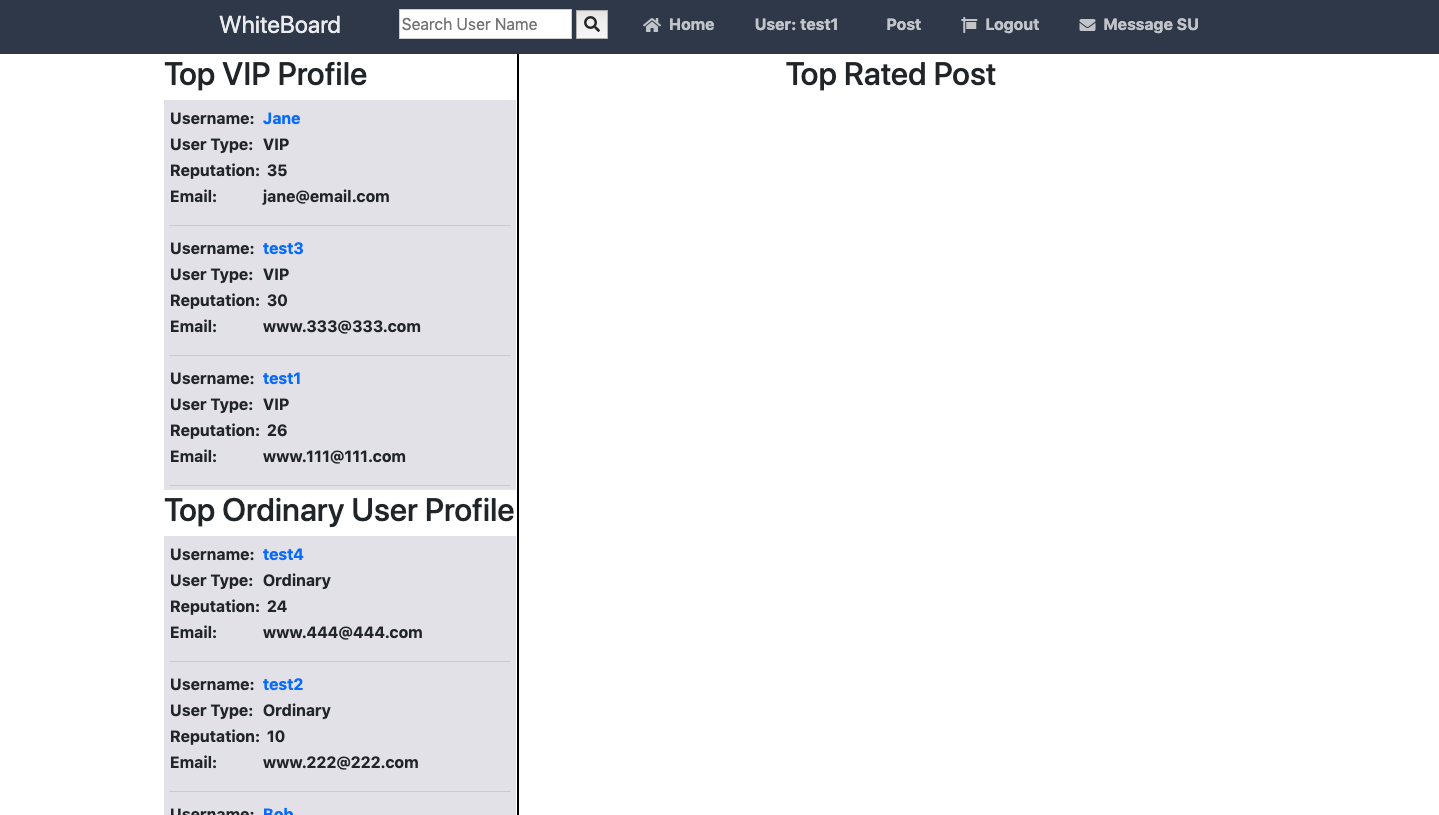 WhiteBoard Search User Name Home User: test1 Post Logout Message SU
Top VIP Profile
Username: Jane
User Type: VIP
Reputation: 35
Email: jane@email.com
Username: test3
User Type: VIP
Reputation: 30
Email: www.333@333.com
Username: test1
User Type: VIP
Reputation: 26
Email: www.111@111.com
Top Ordinary User Profile
Username: test4
User Type: Ordinary
Reputation: 24
Email: www.444@444.com
Username: test2
User Type: Ordinary
Reputation: 10
Email: www.222@222.com
Username: Bob
Top Rated Post